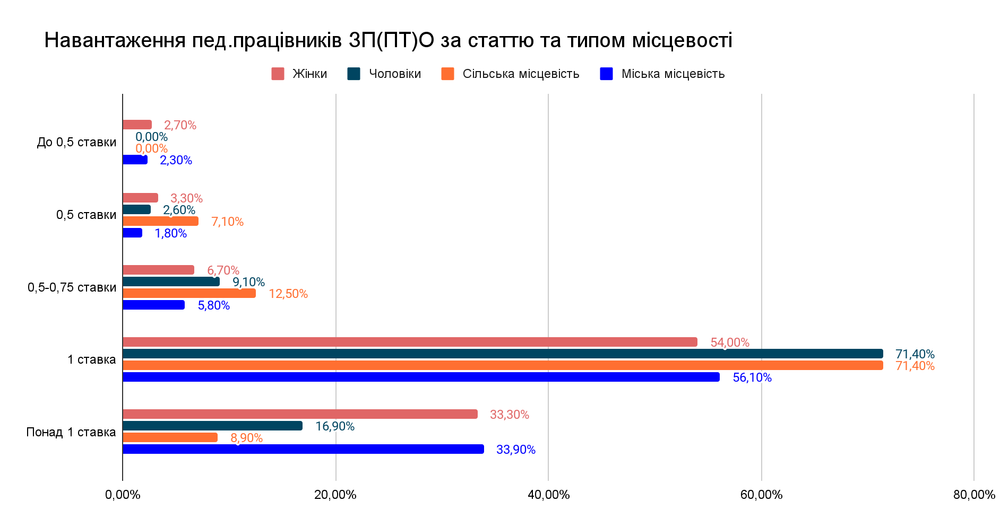 Навантаження пед.працівників ЗП(ПТ)О за статтю та типом місцевості
Жінки Чоловіки Сільська місцевість Міська місцевість
До 0,5 ставки
2,70%
0,00%
0,00%
2,30%
0,5 ставки
3,30%
2,60%
7,10%
1,80%
0,5-0,75 ставки
6,70%
9,10%
12,50%
5,80%
1 ставка
54,00%
71,40%
71,40%
56,10%
Понад 1 ставка
33,30%
16,90%
8,90%
33,90%
0,00% 20,00% 40,00% 60,00% 80,00%